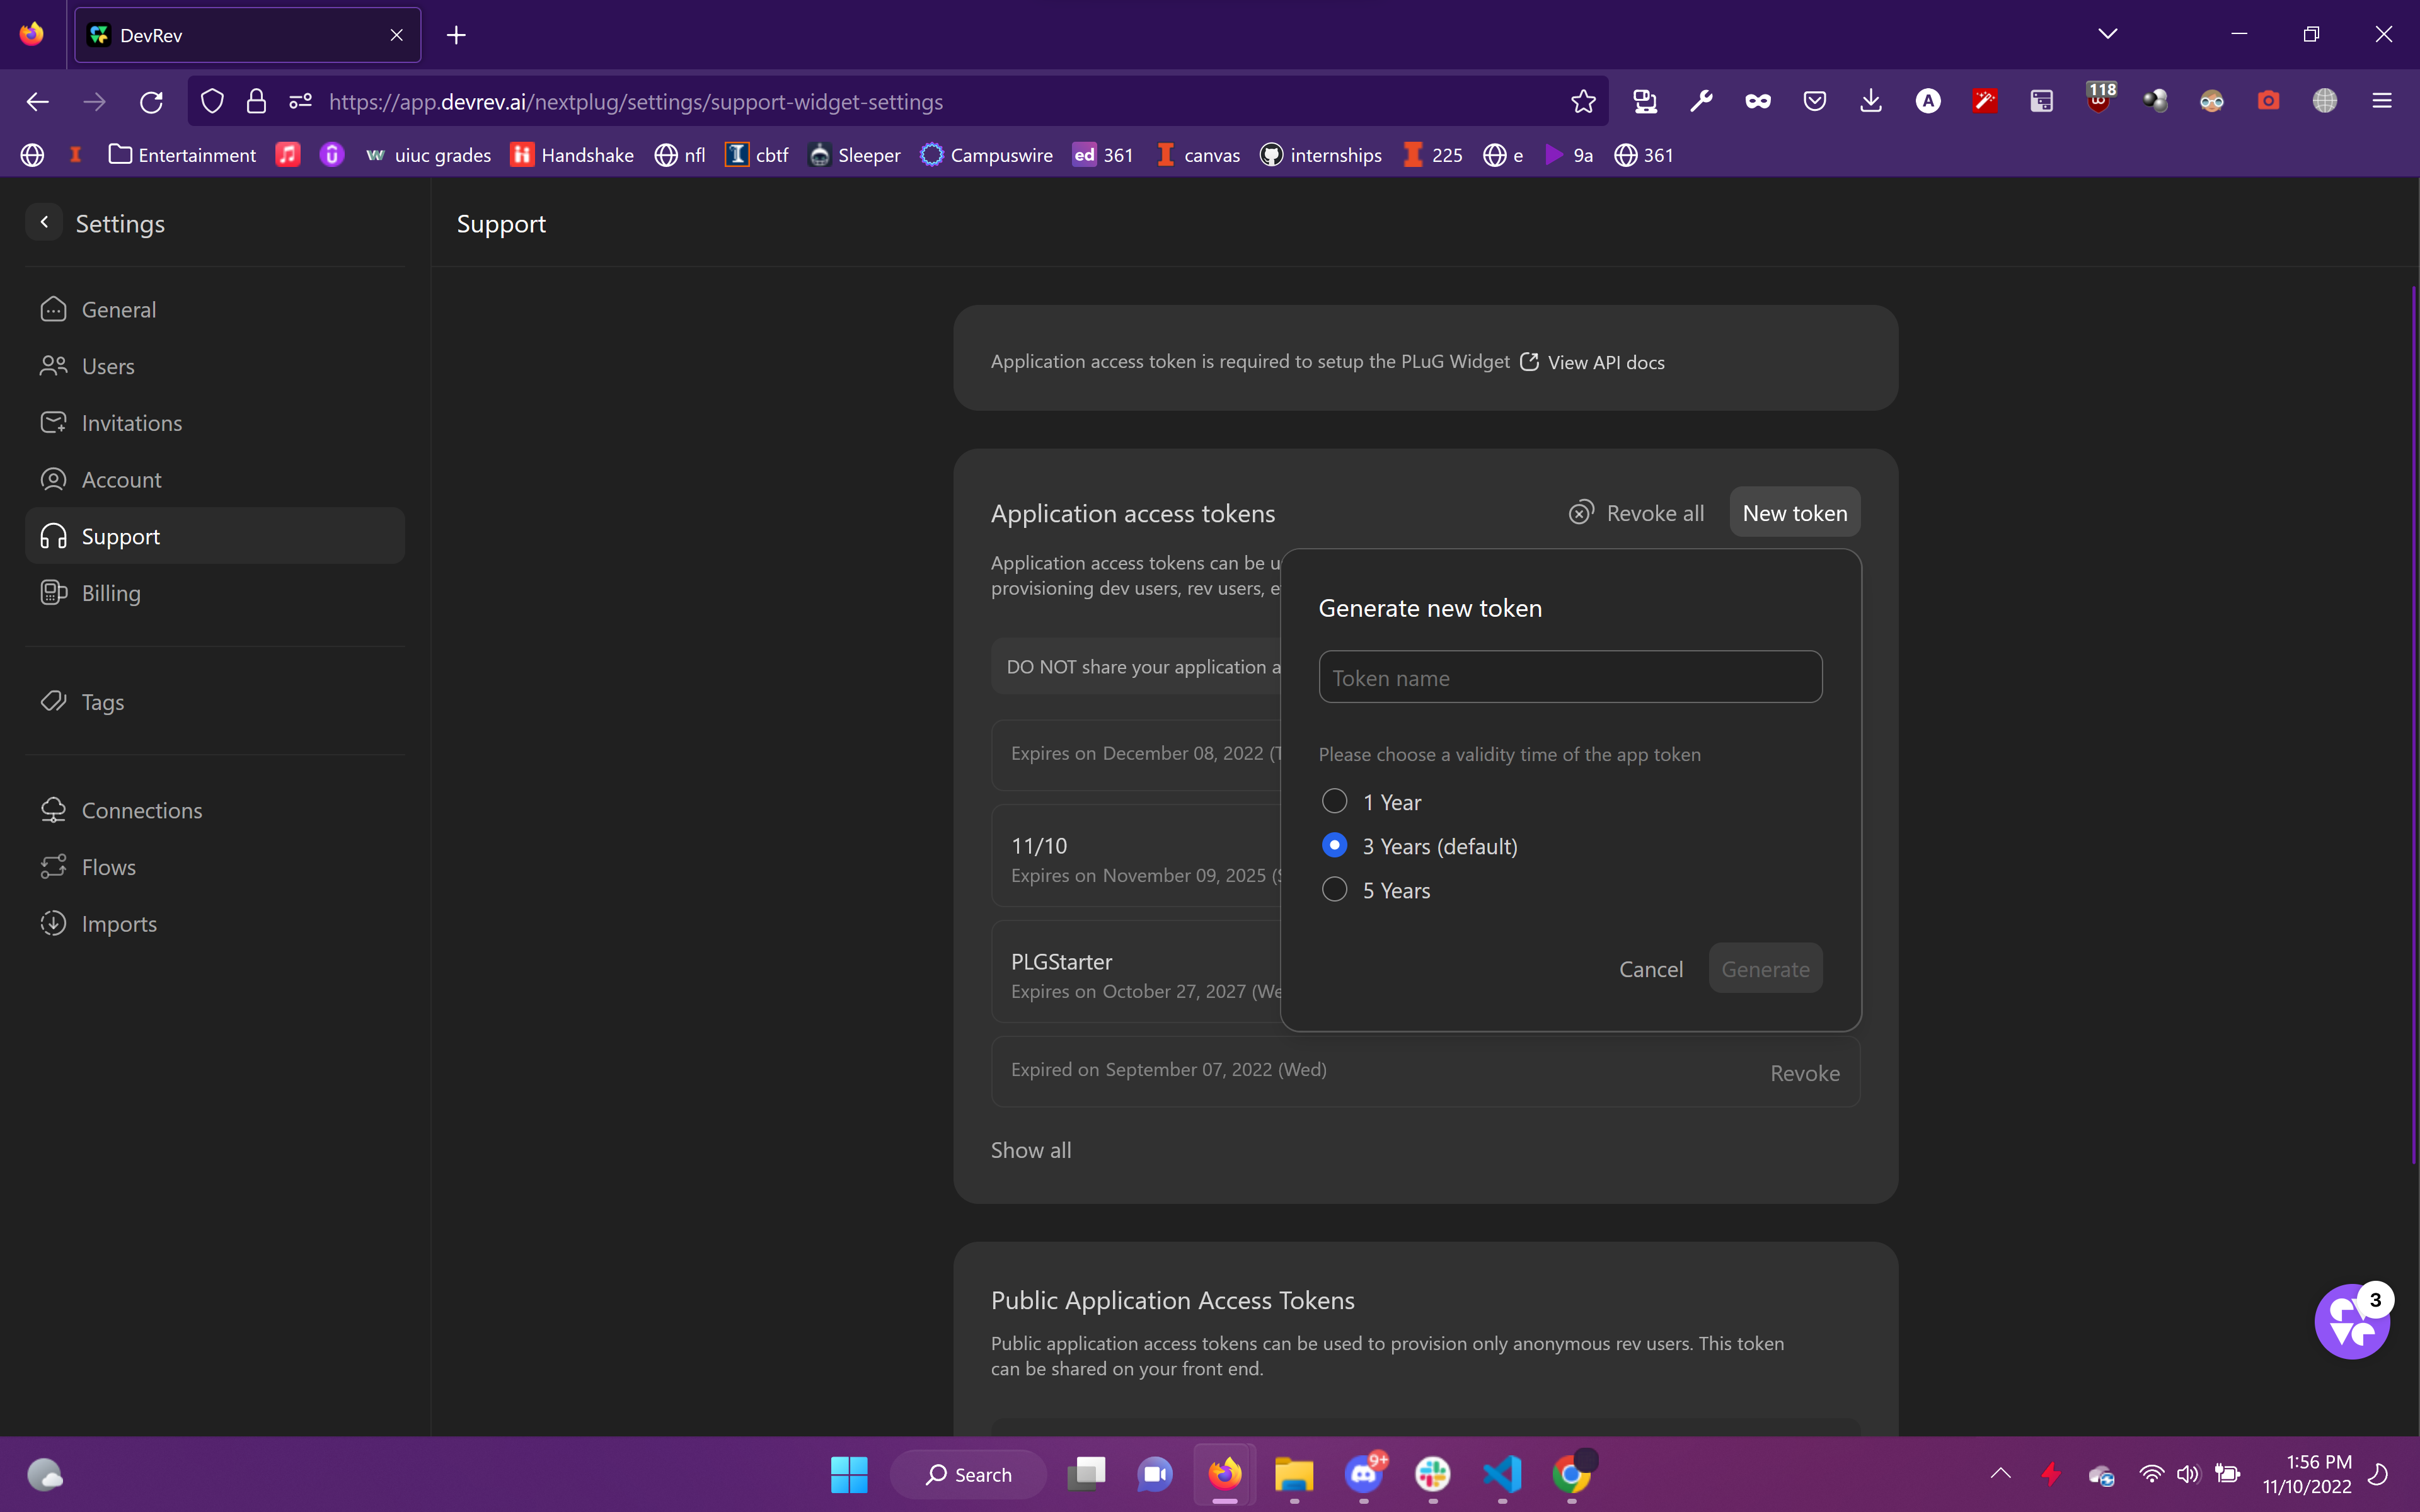 DevRev
https://app.devrev.ai/nextplug/settings/support-widget-settings
A
118
Entertainment
uiuc grades
Handshake
nfl
cbtf
Sleeper
Campuswire
ed 361
canvas
internships
225
e
9a
361
Settings
General
Users
Invitations
Account
Support
Billing
Tags
Connections
Flows
Imports
Support
Application access token is required to setup the PLuG Widget View API docs
Application access tokens
Revoke all
New token
Application access tokens can be u
provisioning dev users, rev users, e
DO NOT share your application a
Expires on December 08, 2022 (T
11/10
Expires on November 09, 2025 (S
PLGStarter
Expires on October 27, 2027 (We
Expired on September 07, 2022 (Wed)
Revoke
Show all
Generate new token
Token name
Please choose a validity time of the app token
1 Year
3 Years (default)
5 Years
Cancel
Generate
Public Application Access Tokens
Public application access tokens can be used to provision only anonymous rev users. This token
can be shared on your front end.
3
Search
9+
1:56 PM
11/10/2022